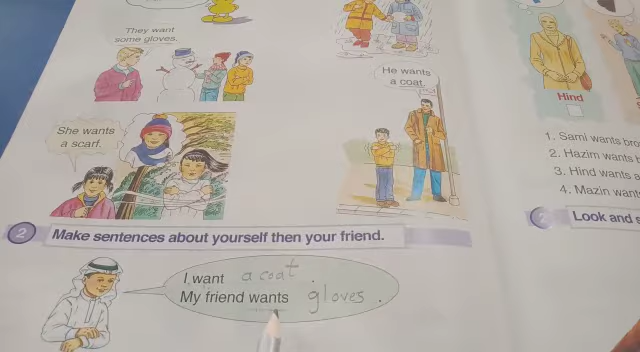 They want
some gloves.
He wants
a coat.
She wants
a scarf.
2 Make sentences about yourself then your friend.
I want a coat .
My friend wants gloves .
Hind
1. Sami wants bro
2. Hazim wants
3. Hind wants a
4. Mazin want
Look and s